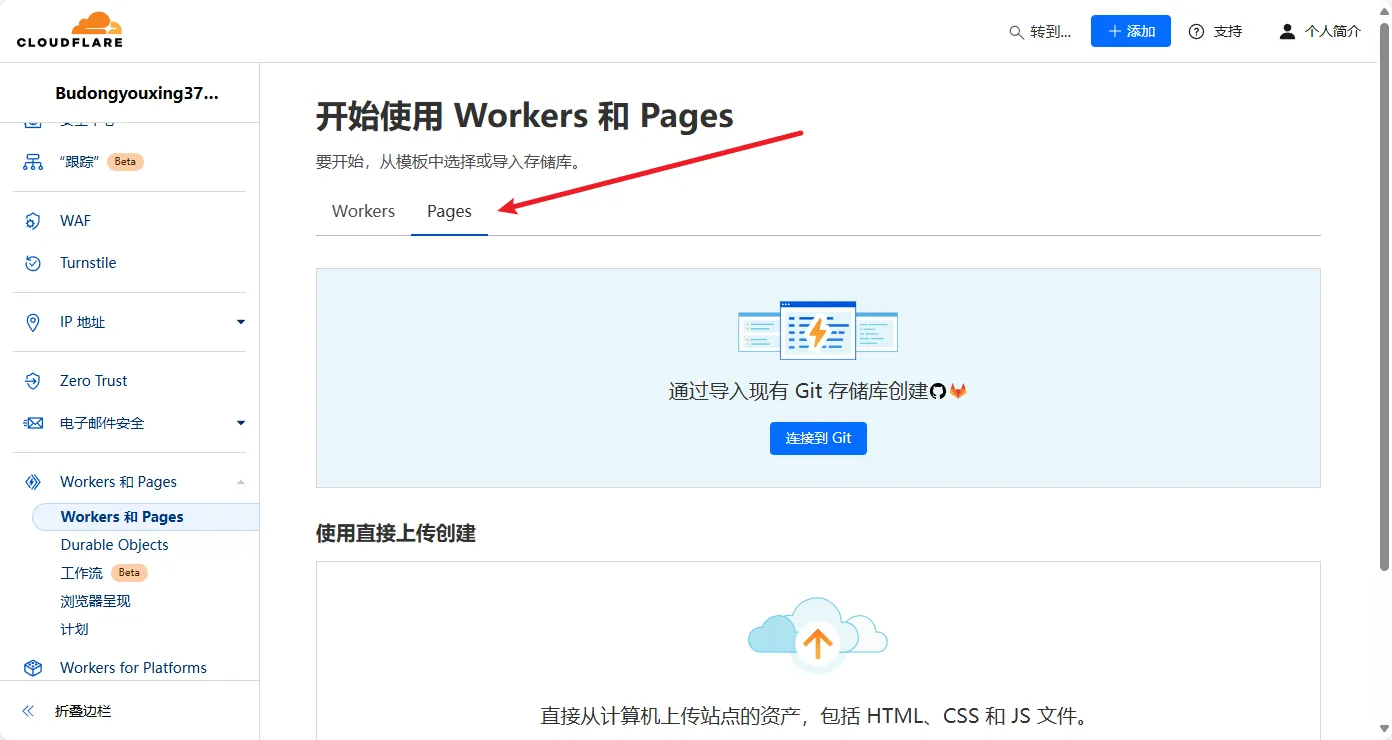 CLOUDFLARE
转到...
添加
支持
个人简介
Budongyouxing37...
“跟踪” Beta
WAF
Turnstile
IP 地址
Zero Trust
电子邮件安全
Workers 和 Pages
Workers 和 Pages
Durable Objects
工作流 Beta
浏览器呈现
计划
Workers for Platforms
折叠边栏
开始使用 Workers 和 Pages
要开始，从模板中选择或导入存储库。
Workers Pages
通过导入现有 Git 存储库创建
连接到 Git
使用直接上传创建
直接从计算机上传站点的资产，包括 HTML、CSS 和 JS 文件。